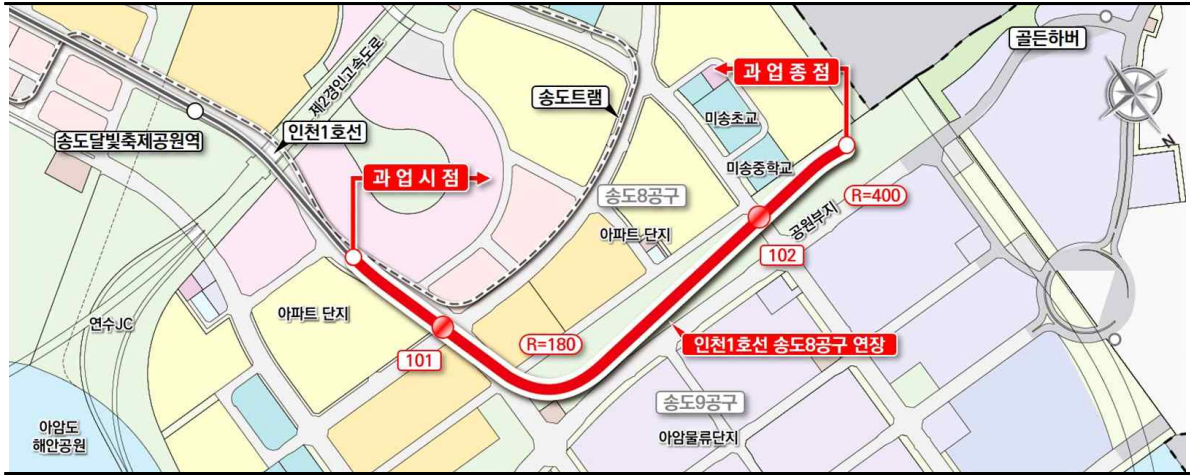 골든하버
과업종점
제2경인고속도로
송도트램
미송초교
인천1호선
송도달빛축제공원역
N
미송중학교
과업시점
송도8공구
R=400
공원부지
아파트 단지
102
아파트 단지
연수JC
R=180
인천1호선 송도8공구 연장
101
송도9공구
아암도
해안공원
아암물류단지